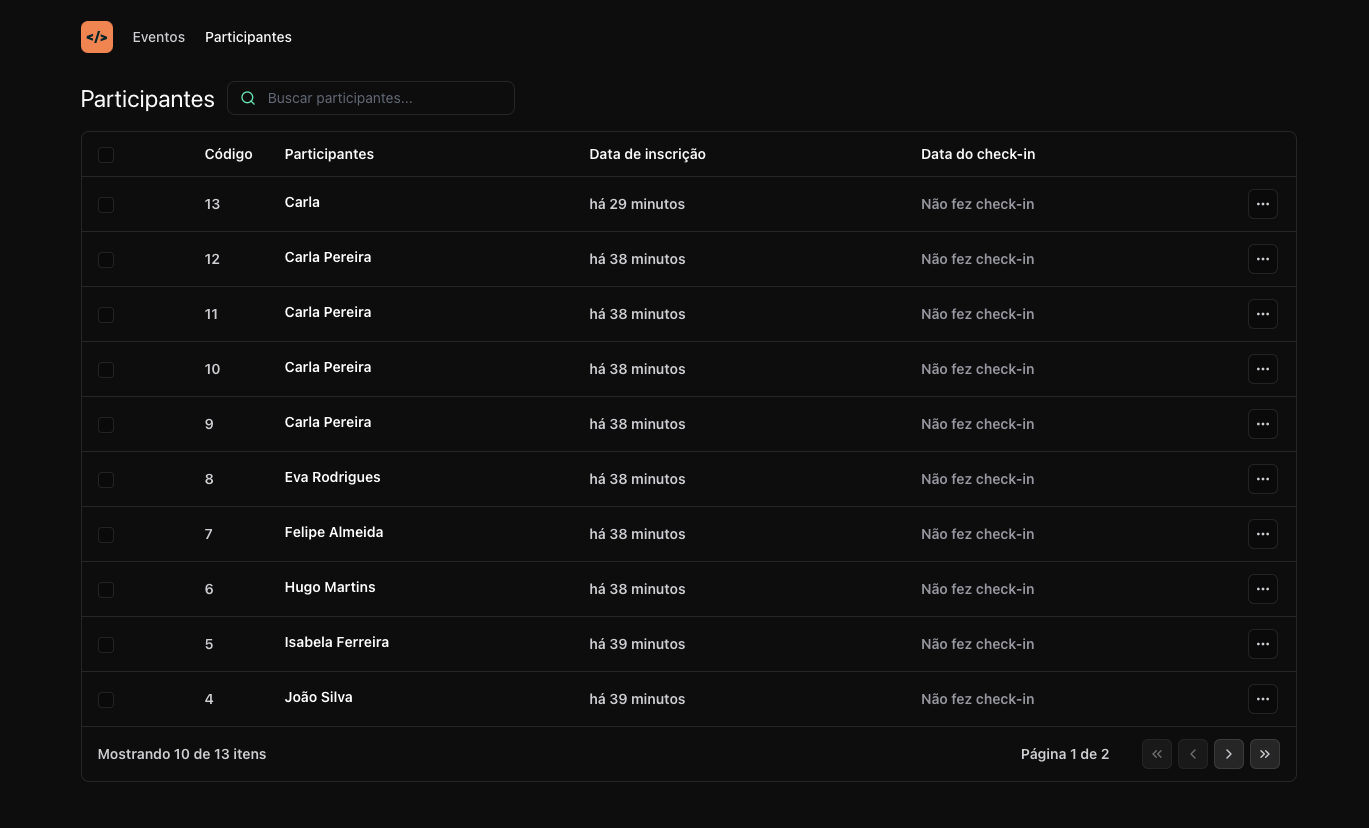 </> Eventos Participantes
Participantes Buscar participantes...
Código Participantes Data de inscrição Data do check-in
13 Carla há 29 minutos Não fez check-in
12 Carla Pereira há 38 minutos Não fez check-in
11 Carla Pereira há 38 minutos Não fez check-in
10 Carla Pereira há 38 minutos Não fez check-in
9 Carla Pereira há 38 minutos Não fez check-in
8 Eva Rodrigues há 38 minutos Não fez check-in
7 Felipe Almeida há 38 minutos Não fez check-in
6 Hugo Martins há 38 minutos Não fez check-in
5 Isabela Ferreira há 39 minutos Não fez check-in
4 João Silva há 39 minutos Não fez check-in
Mostrando 10 de 13 itens Página 1 de 2